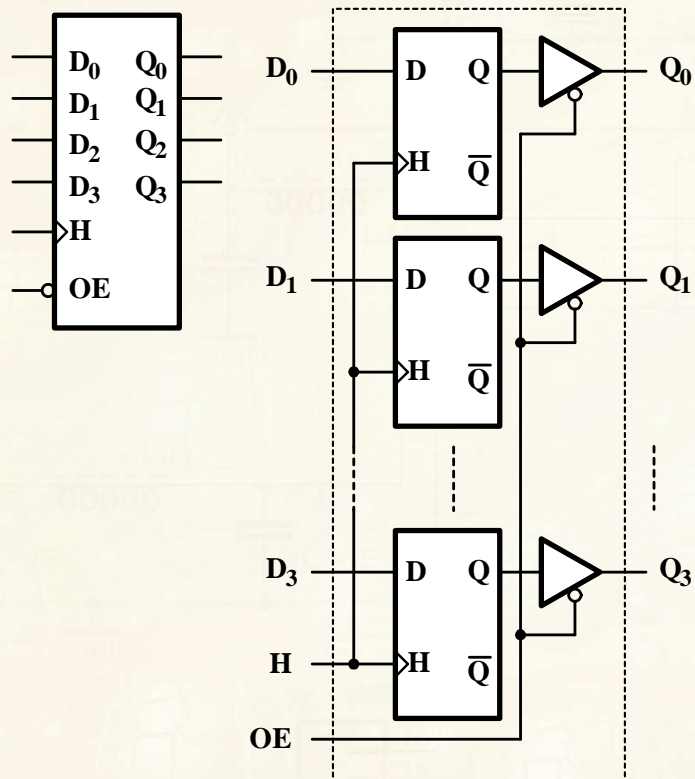 D0 Q0
D1 Q1
D2 Q2
D3 Q3
H
OE
D0 D Q Q0
H Q̅
D1 D Q Q1
H Q̅
D3 D Q Q3
H H Q̅
OE